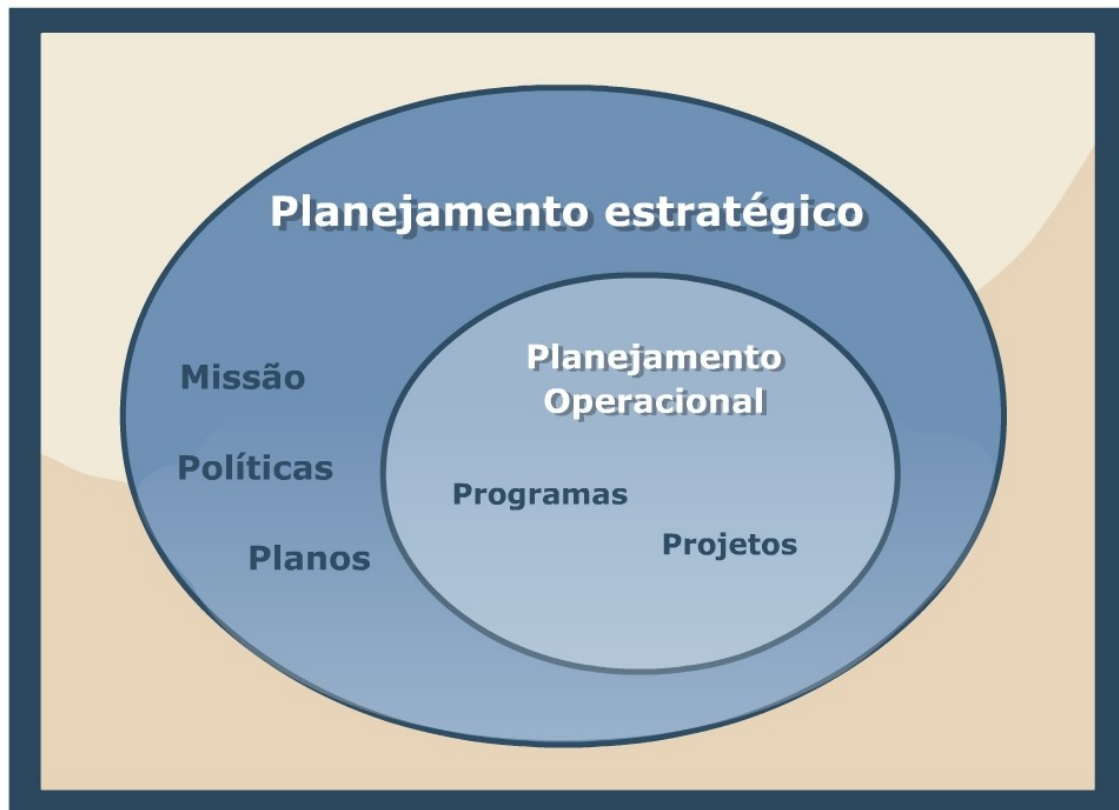 Planejamento estratégico
Planejamento
Operacional
Missão
Políticas
Planos
Programas
Projetos